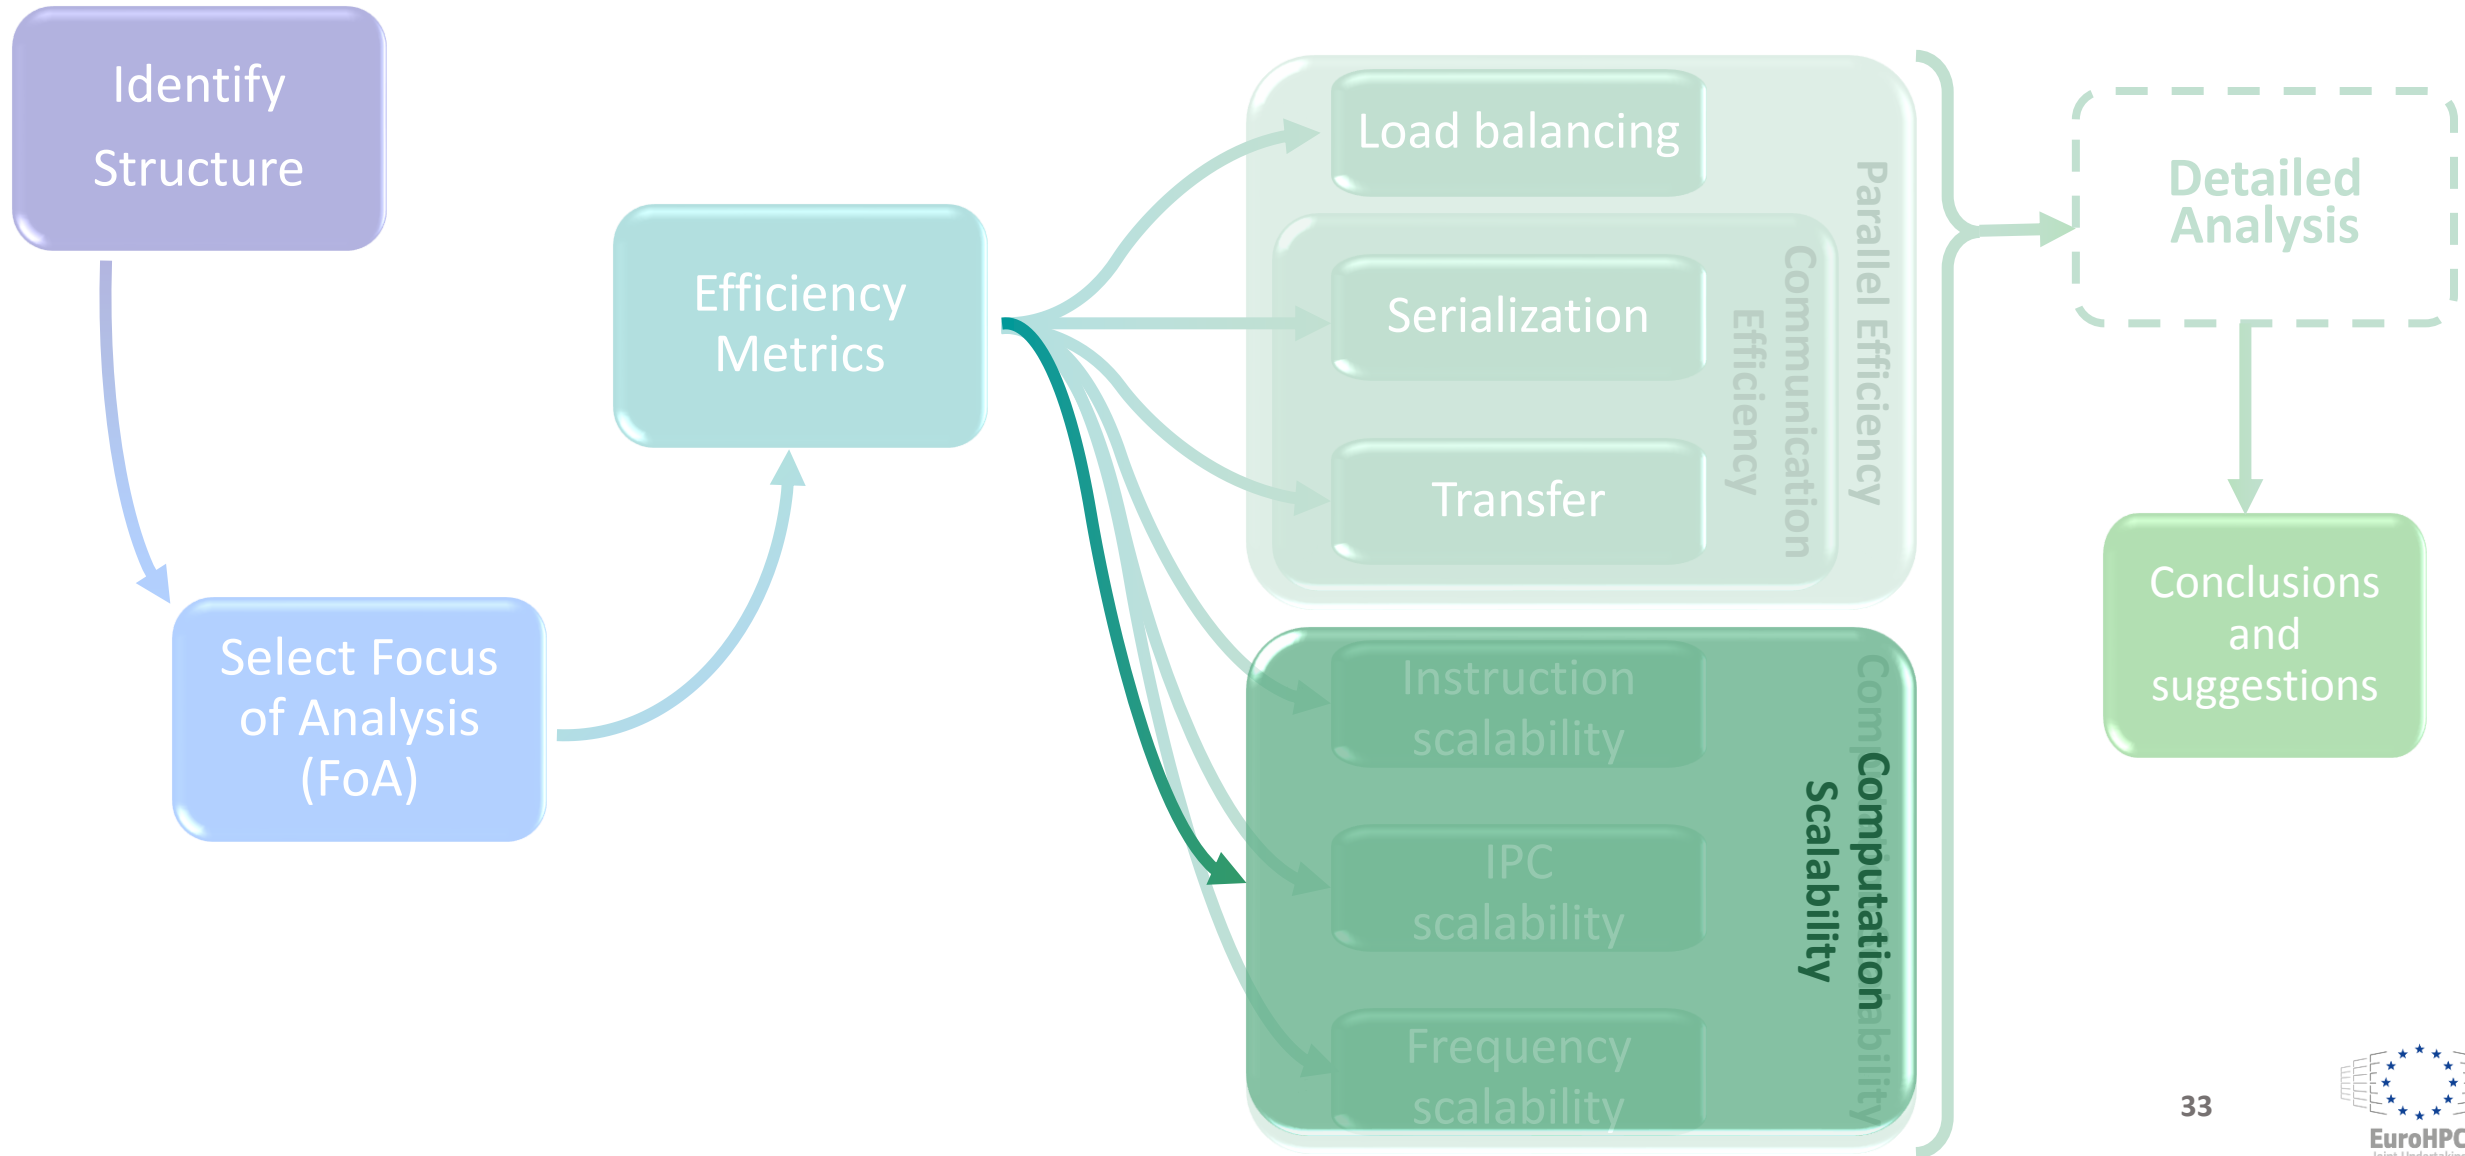 Identify
Structure
Select Focus
of Analysis
(FoA)
Efficiency
Metrics
Load balancing
Serialization
Transfer
Communication
Efficiency
Parallel Efficiency
Instruction
scalability
IPC
scalability
Frequency
scalability
Computation
Scalability
Detailed
Analysis
Conclusions
and
suggestions
33
EuroHPC